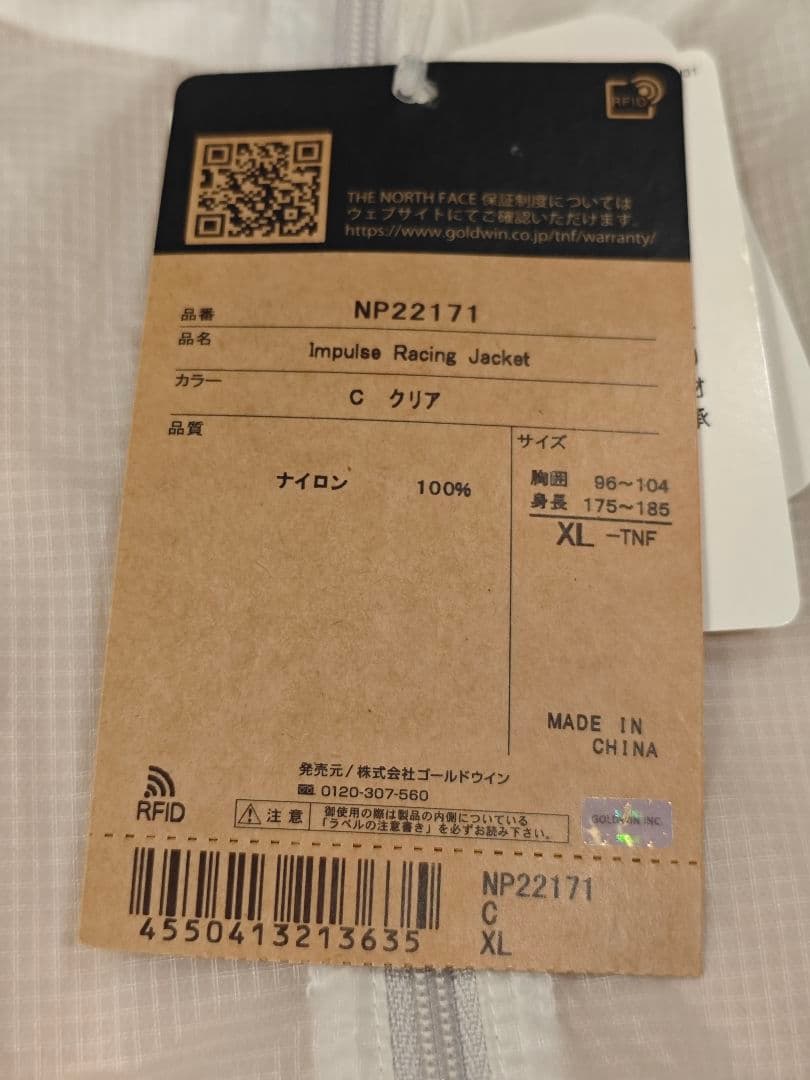 RFID
THE NORTH FACE 保証制度については
ウェブサイトにてご確認いただけます。
https://www.goldwin.co.jp/tnf/warranty/
品番 NP22171
品名 Impulse Racing Jacket
カラー C クリア
品質
ナイロン 100%
サイズ
胸囲 96～104
身長 175～185
XL -TNF
MADE IN
CHINA
発売元/株式会社ゴールドウイン
0120-307-560
RFID
注意
御使用の際は製品の内側についている
「ラベルの注意書き」を必ずお読み下さい。
GOLDWIN INC.
4550413213635
NP22171
C
XL
承